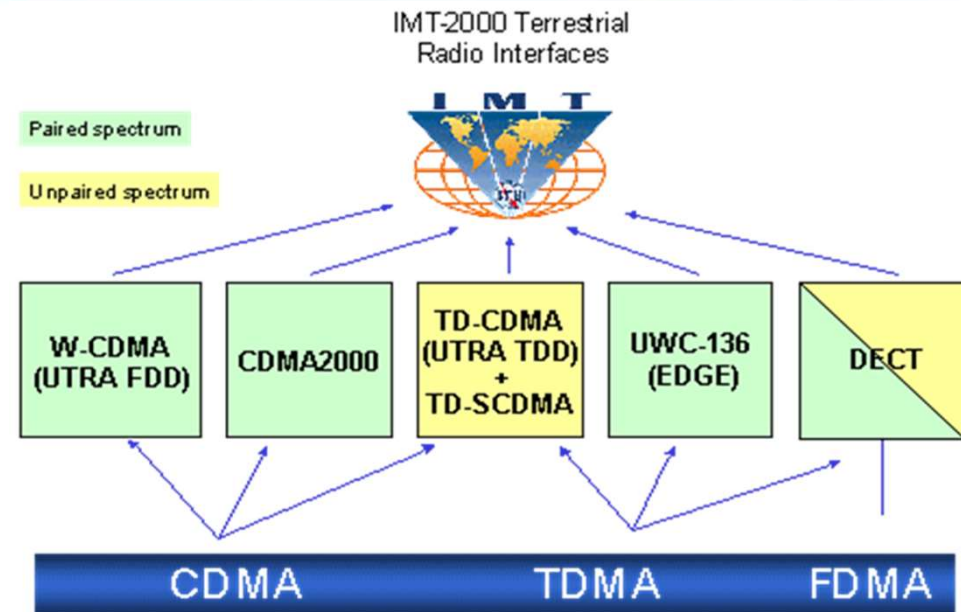 IMT-2000 Terrestrial
Radio Interfaces
I M T
Paired spectrum
Unpaired spectrum
W-CDMA
(UTRA FDD)
CDMA2000
TD-CDMA
(UTRA TDD)
+
TD-SCDMA
UWC-136
(EDGE)
DECT
CDMA
TDMA
FDMA